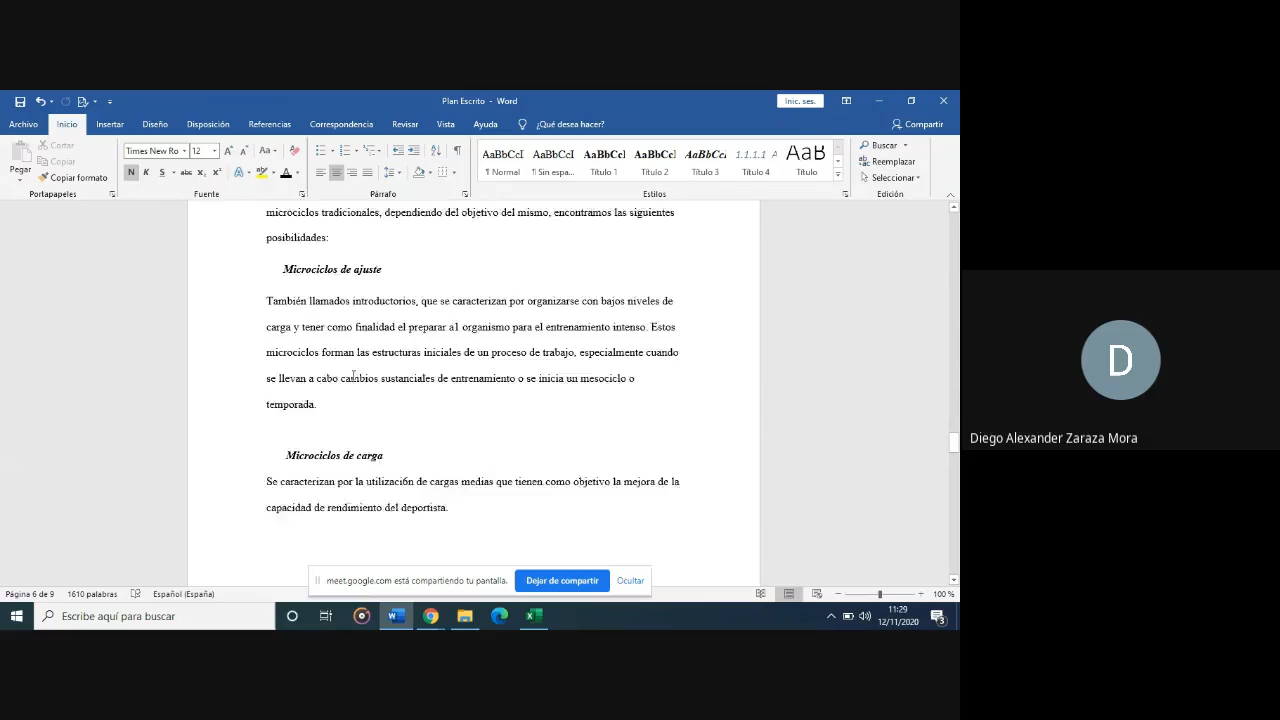 Plan Escrito - Word
Inic. ses.
Archivo Inicio Insertar Diseño Disposición Referencias Correspondencia Revisar Vista Ayuda ¿Qué desea hacer? Compartir
Pegar
Cortar
Copiar
Copiar formato
Portapapeles
Times New Ro 12
Aa
N K S abc x₂ x² A
Fuente
Párrafo
AaBbCcI AaBbCcI AaBbCcI AaBbCcI AaBbCcI 1.1.1.1 AaB
¶ Normal ¶ Sin espa... Título 1 Título 2 Título 3 Título 4 Título
Estilos
Buscar
Reemplazar
Seleccionar
Edición
microciclos tradicionales, dependiendo del objetivo del mismo, encontramos las siguientes
posibilidades:
Microciclos de ajuste
También llamados introductorios, que se caracterizan por organizarse con bajos niveles de
carga y tener como finalidad el preparar a1 organismo para el entrenamiento intenso. Estos
microciclos forman las estructuras iniciales de un proceso de trabajo, especialmente cuando
se llevan a cabo cambios sustanciales de entrenamiento o se inicia un mesociclo o
temporada.
Microciclos de carga
Se caracterizan por la utilización de cargas medias que tienen como objetivo la mejora de la
capacidad de rendimiento del deportista.
meet.google.com está compartiendo tu pantalla. Dejar de compartir Ocultar
Página 6 de 9 1610 palabras Español (España) 100 %
Escribe aquí para buscar
11:29
12/11/2020
3
D
Diego Alexander Zaraza Mora